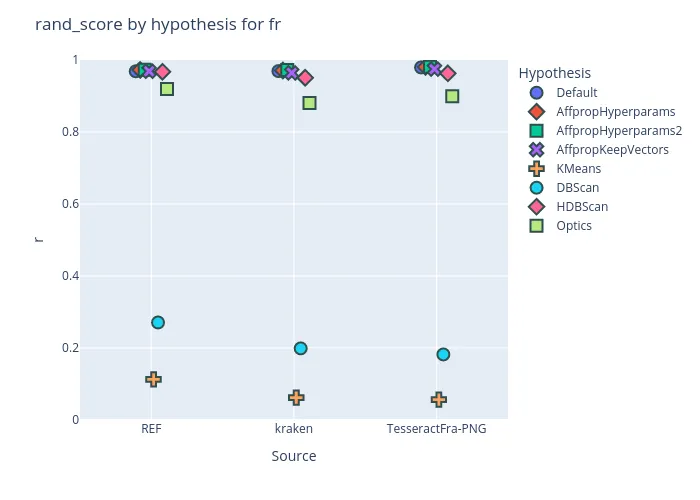 rand_score by hypothesis for fr
1
0.8
0.6
0.4
0.2
0
r
REF
kraken
TesseractFra-PNG
Source
Hypothesis
Default
AffpropHyperparams
AffpropHyperparams2
AffpropKeepVectors
KMeans
DBScan
HDBScan
Optics